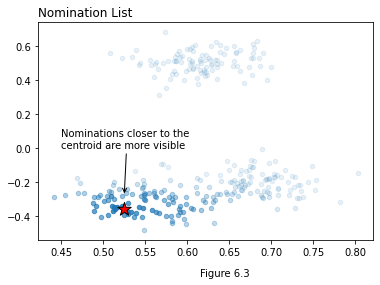 Nomination List
0.6
0.4
0.2
0.0
−0.2
−0.4
Nominations closer to the
centroid are more visible
0.45 0.50 0.55 0.60 0.65 0.70 0.75 0.80
Figure 6.3